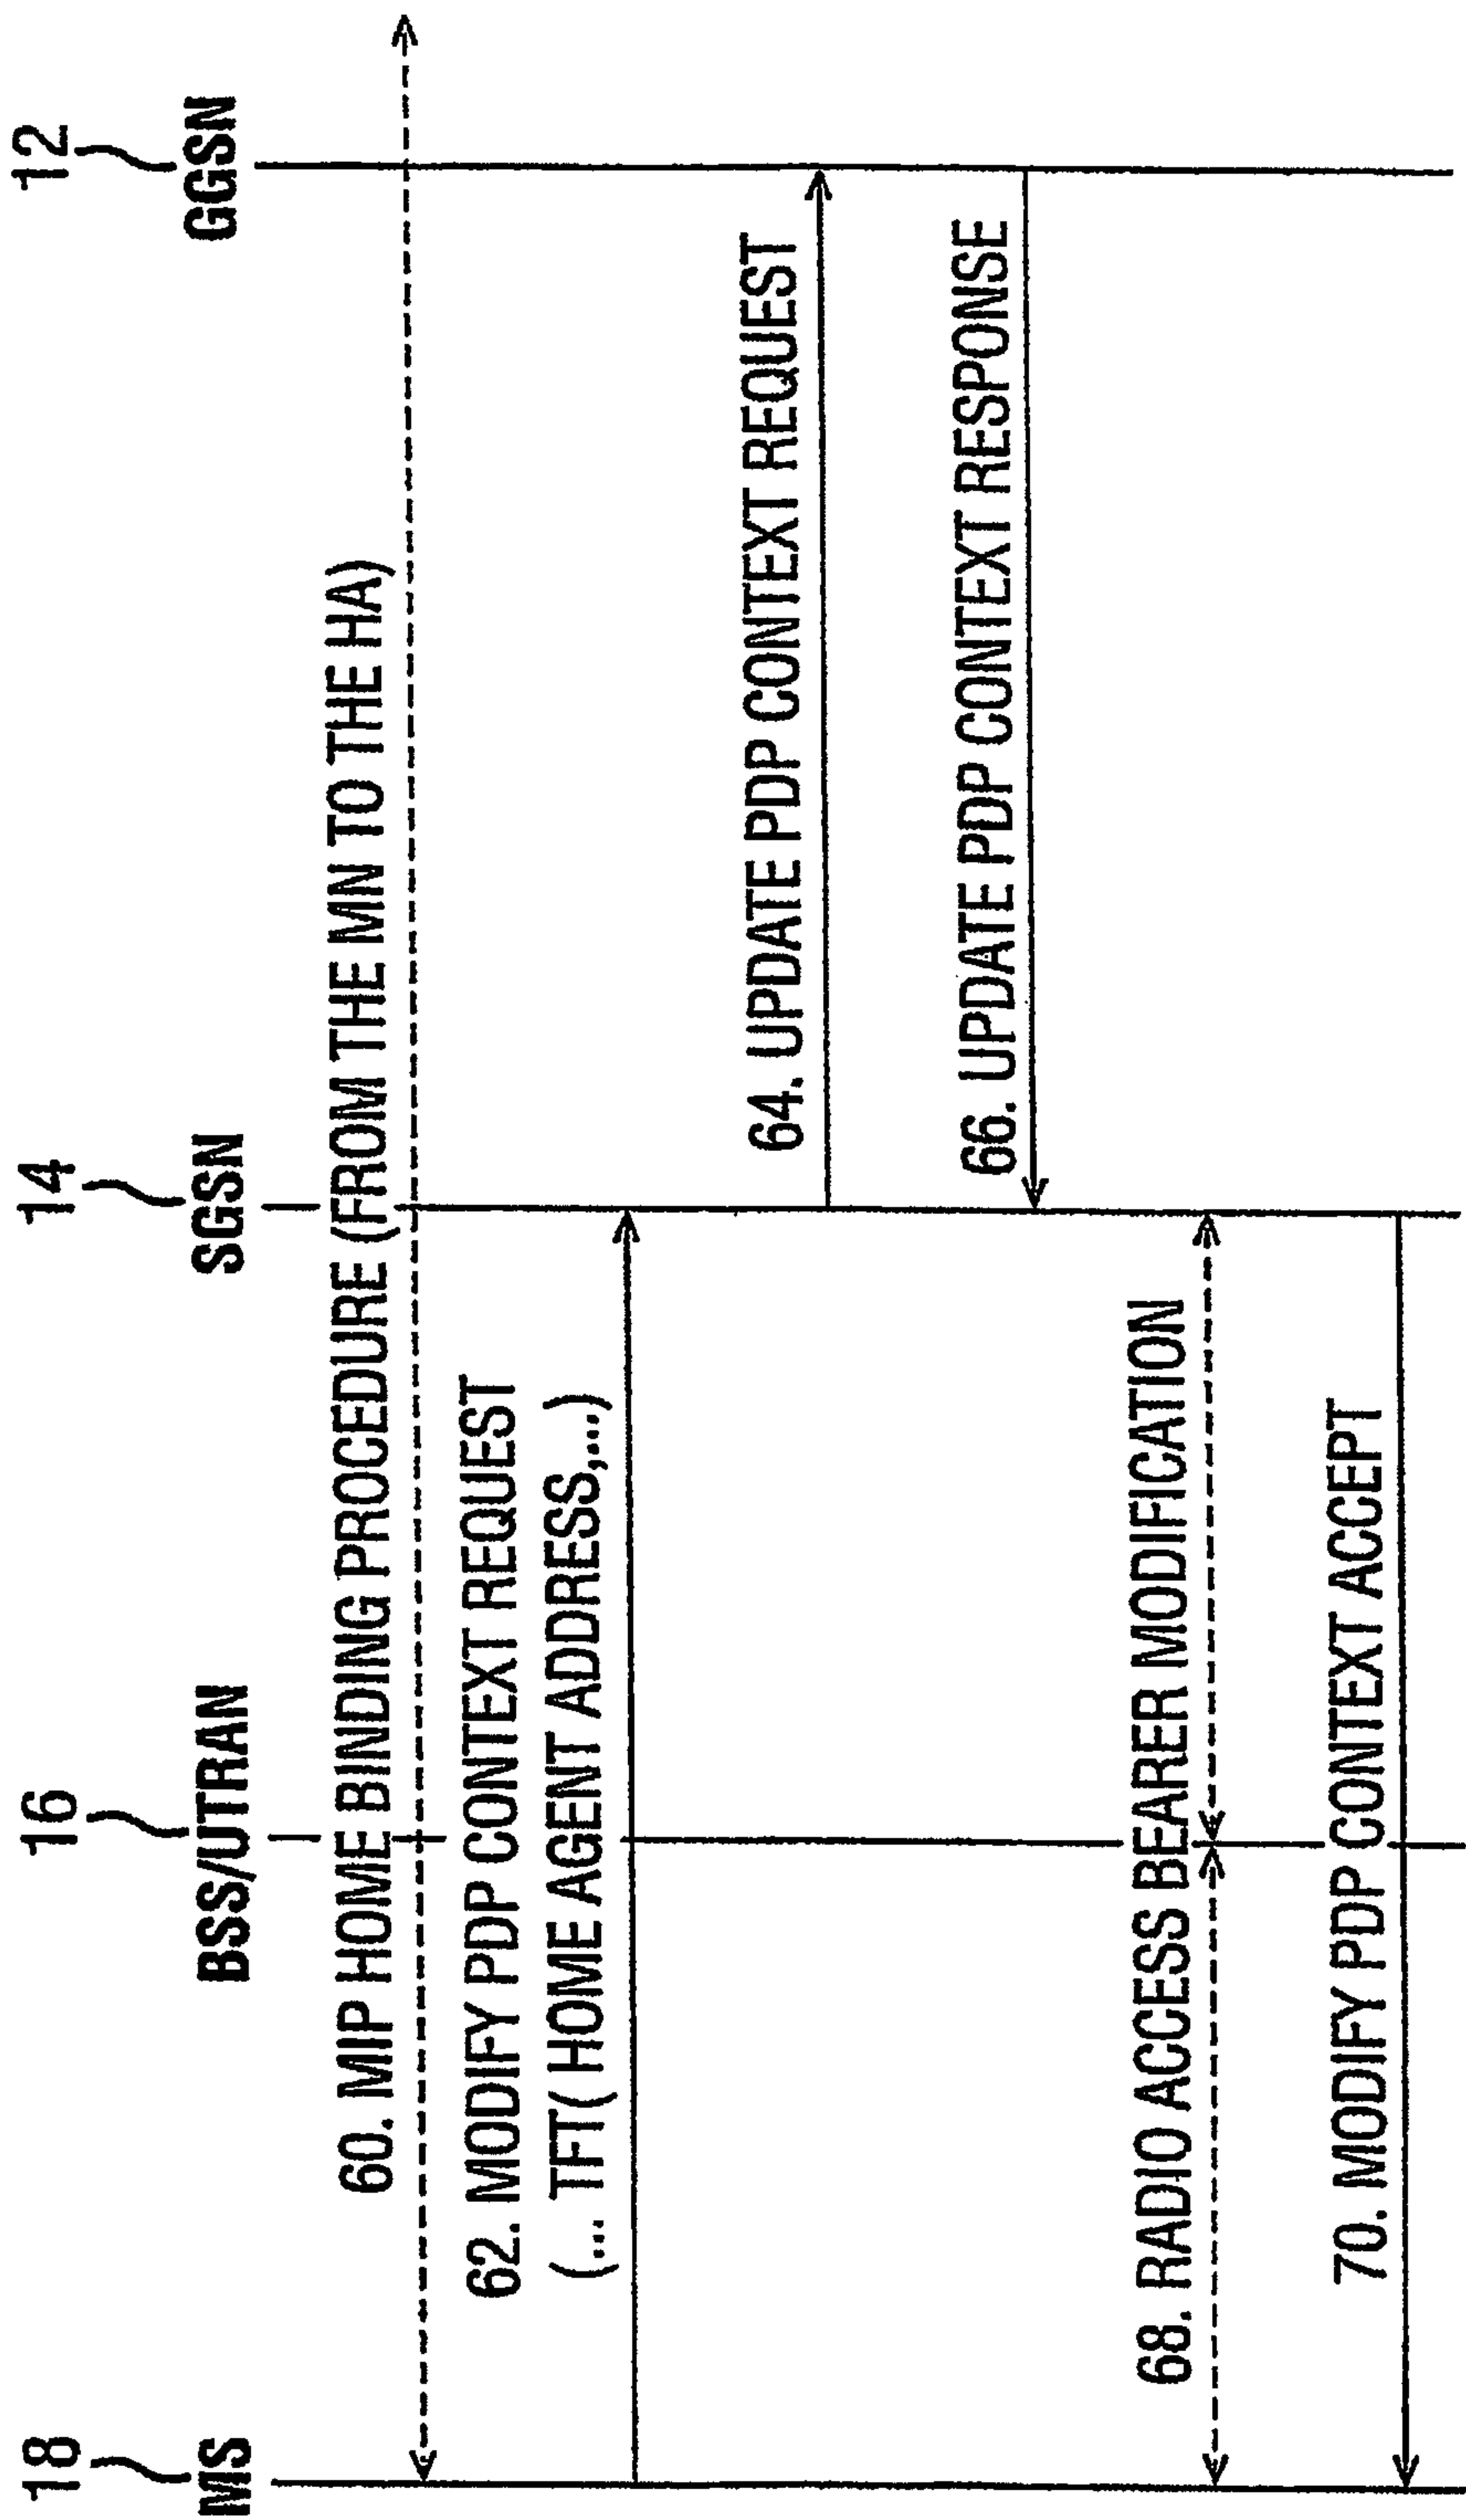 18
16
14
12
MS
BSS/UTRAN
SGSN
GGSN
60. MIP HOME BINDING PROCEDURE (FROM THE MN TO THE HA)
62. MODIFY PDP CONTEXT REQUEST
(... TFT( HOME AGENT ADDRESS,...)
64. UPDATE PDP CONTEXT REQUEST
66. UPDATE PDP CONTEXT RESPONSE
68. RADIO ACCESS BEARER MODIFICATION
70. MODIFY PDP CONTEXT ACCEPT